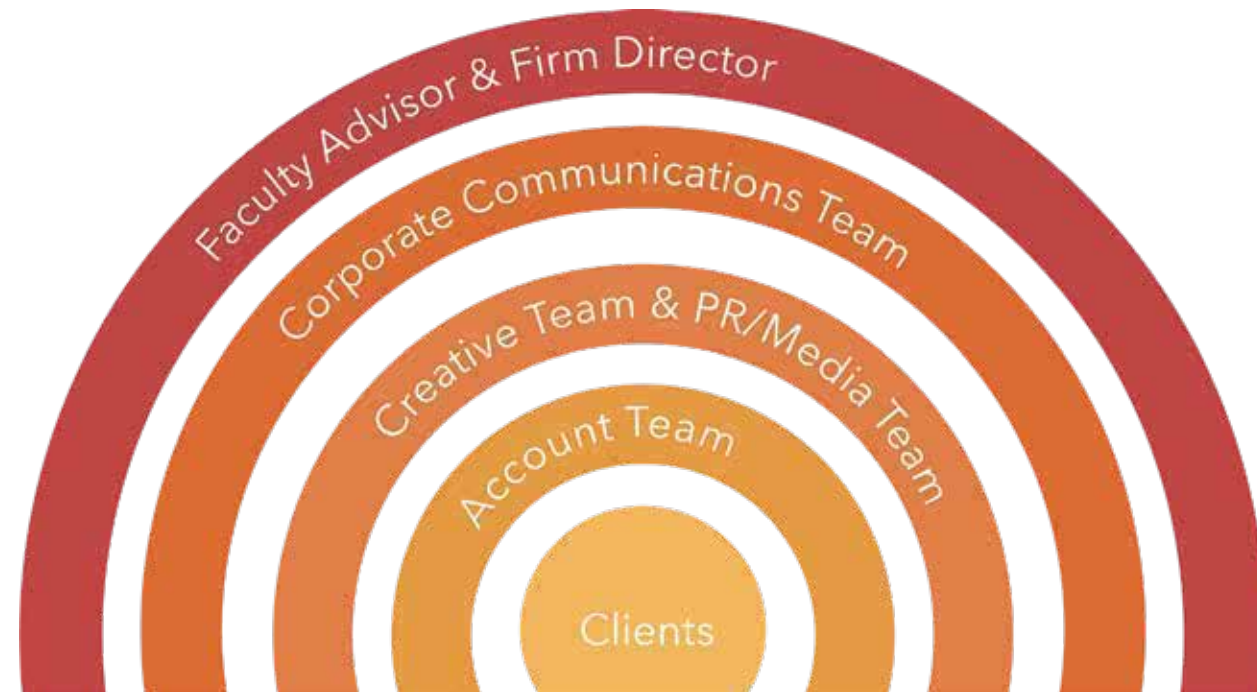 Faculty Advisor & Firm Director
Corporate Communications Team
Creative Team & PR/Media Team
Account Team
Clients